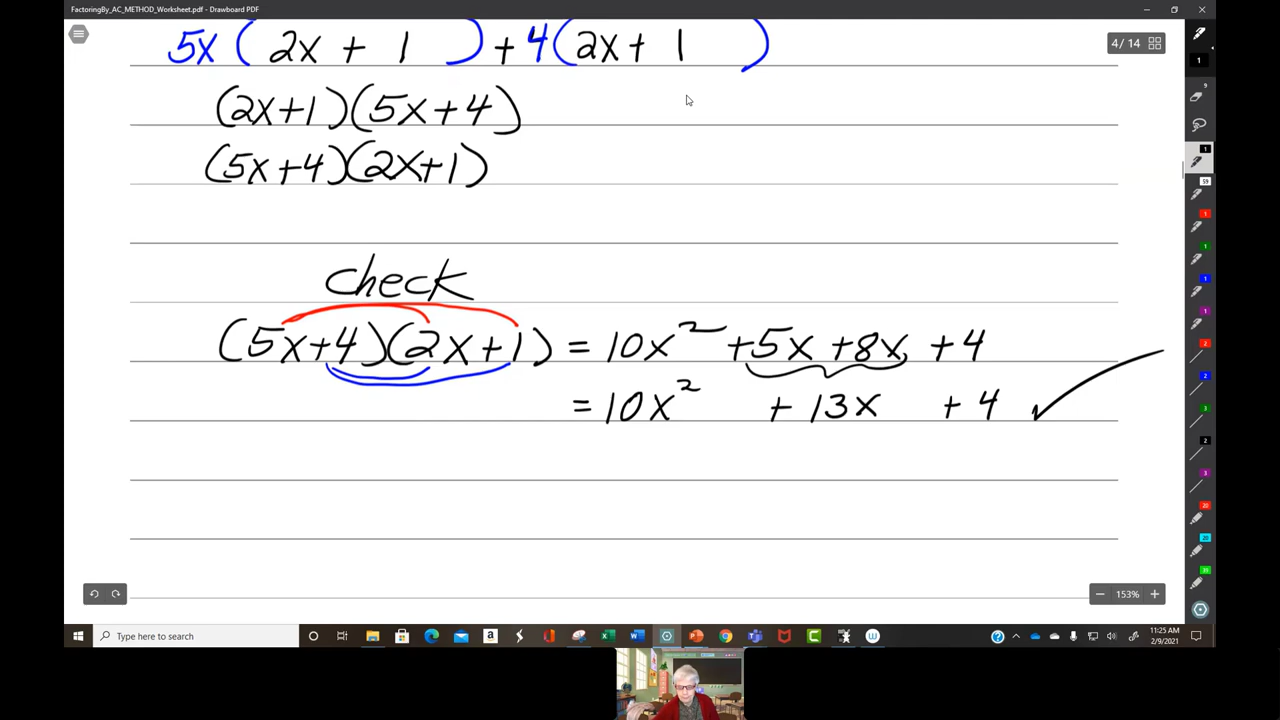 FactoringBy_AC_METHOD_Worksheet.pdf - Drawboard PDF
4 / 14
5x ( 2x + 1 ) + 4 ( 2x + 1 )
(2x+1)(5x+4)
(5x+4)(2x+1)
check
(5x+4)(2x+1) = 10x² +5x +8x +4
= 10x² + 13x + 4 ✓
153%
Type here to search
11:25 AM
2/9/2021